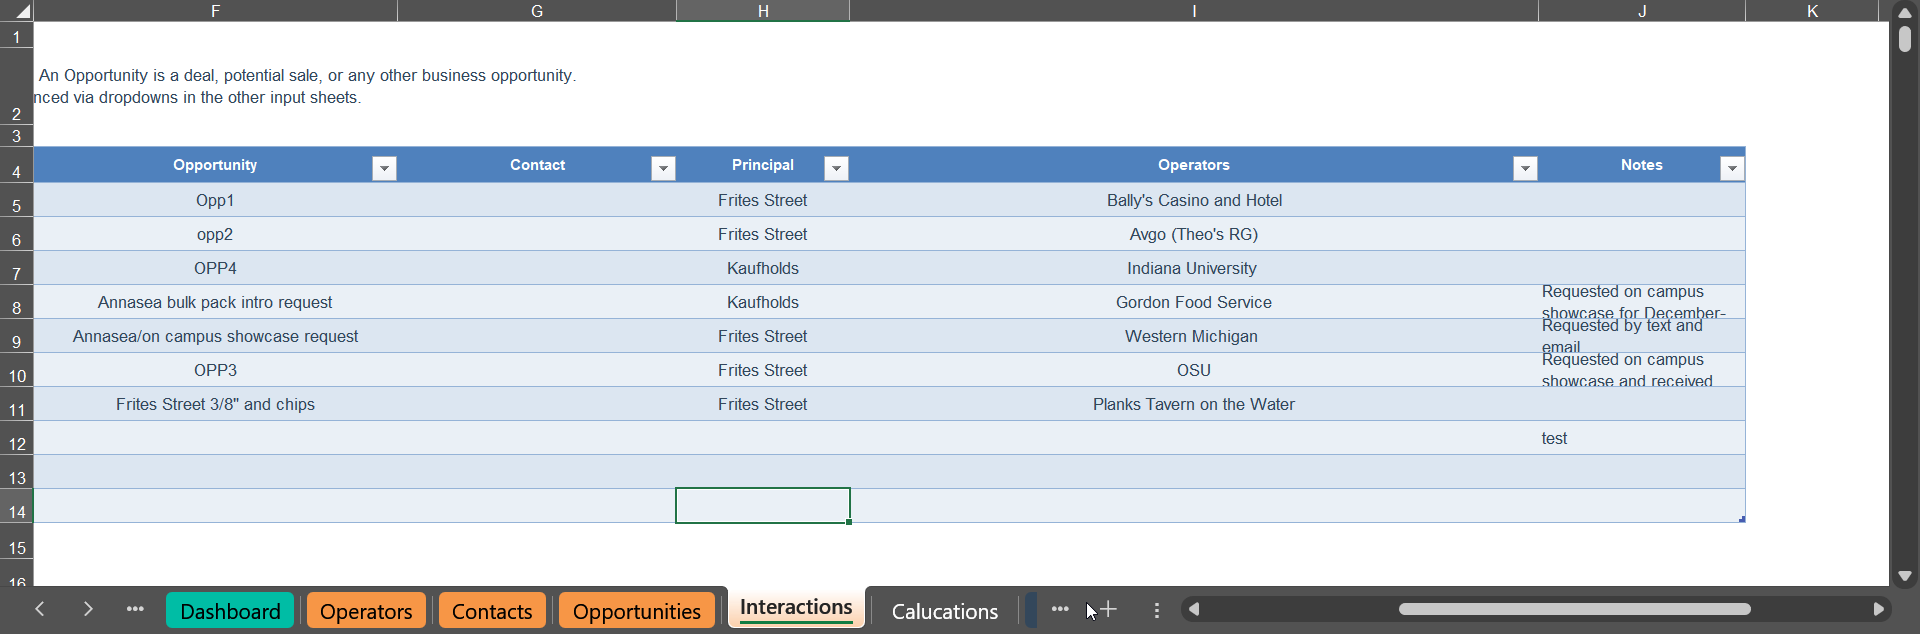 F G H I J K
1
An Opportunity is a deal, potential sale, or any other business opportunity.
nced via dropdowns in the other input sheets.
2
3
4 Opportunity Contact Principal Operators Notes
5 Opp1 Frites Street Bally's Casino and Hotel
6 opp2 Frites Street Avgo (Theo's RG)
7 OPP4 Kaufholds Indiana University
8 Annasea bulk pack intro request Kaufholds Gordon Food Service Requested on campus
showcase for December-
9 Annasea/on campus showcase request Frites Street Western Michigan Requested by text and
email
10 OPP3 Frites Street OSU Requested on campus
showcase and received
11 Frites Street 3/8" and chips Frites Street Planks Tavern on the Water
12 test
13
14
15
16
Dashboard Operators Contacts Opportunities Interactions Calucations